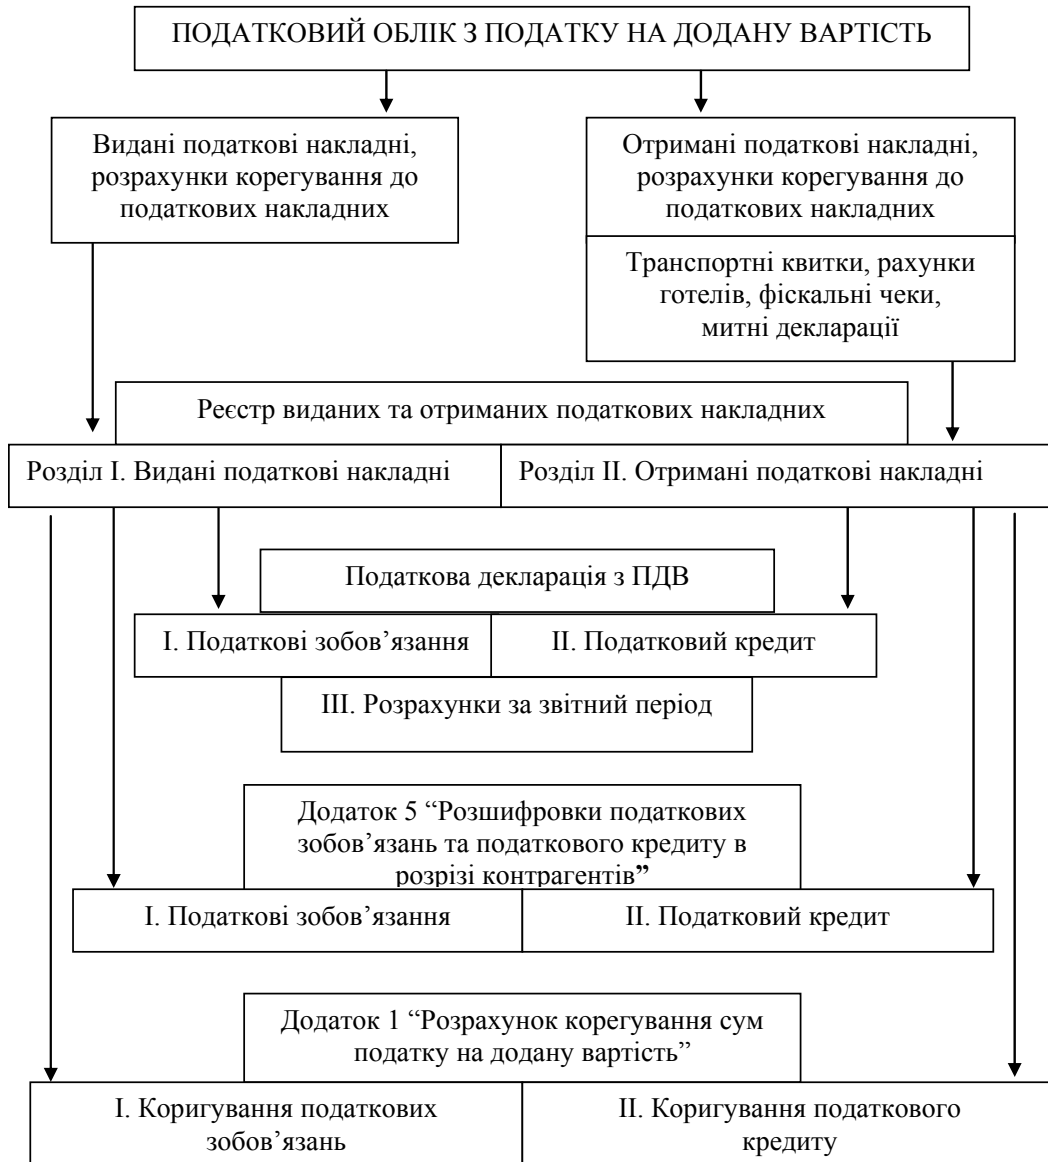 ПОДАТКОВИЙ ОБЛІК З ПОДАТКУ НА ДОДАНУ ВАРТІСТЬ
Видані податкові накладні,
розрахунки корегування до
податкових накладних
Отримані податкові накладні,
розрахунки корегування до
податкових накладних
Транспортні квитки, рахунки
готелів, фіскальні чеки,
митні декларації
Реєстр виданих та отриманих податкових накладних
Розділ І. Видані податкові накладні
Розділ ІІ. Отримані податкові накладні
Податкова декларація з ПДВ
І. Податкові зобов’язання
ІІ. Податковий кредит
ІІІ. Розрахунки за звітний період
Додаток 5 “Розшифровки податкових
зобов’язань та податкового кредиту в
розрізі контрагентів”
І. Податкові зобов’язання
ІІ. Податковий кредит
Додаток 1 “Розрахунок корегування сум
податку на додану вартість”
І. Коригування податкових
зобов’язань
ІІ. Коригування податкового
кредиту